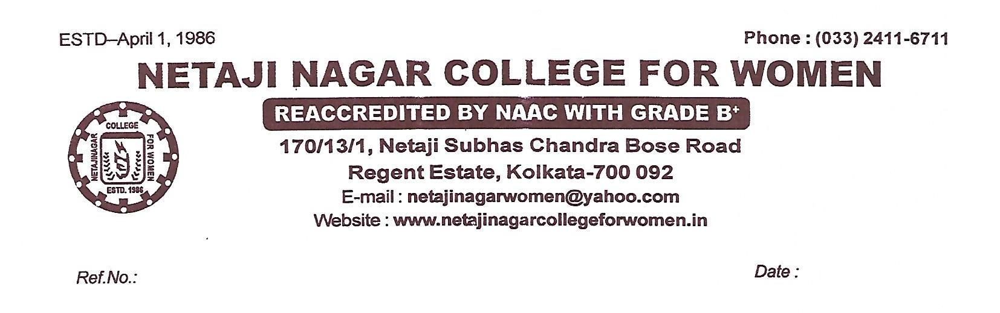 ESTD–April 1, 1986
Phone : (033) 2411-6711
NETAJI NAGAR COLLEGE FOR WOMEN
REACCREDITED BY NAAC WITH GRADE B+
170/13/1, Netaji Subhas Chandra Bose Road
Regent Estate, Kolkata-700 092
E-mail : netajinagarwomen@yahoo.com
Website : www.netajinagarcollegeforwomen.in
NETAJINAGAR
COLLEGE
FOR WOMEN
ESTD. 1986
Ref.No.:
Date :